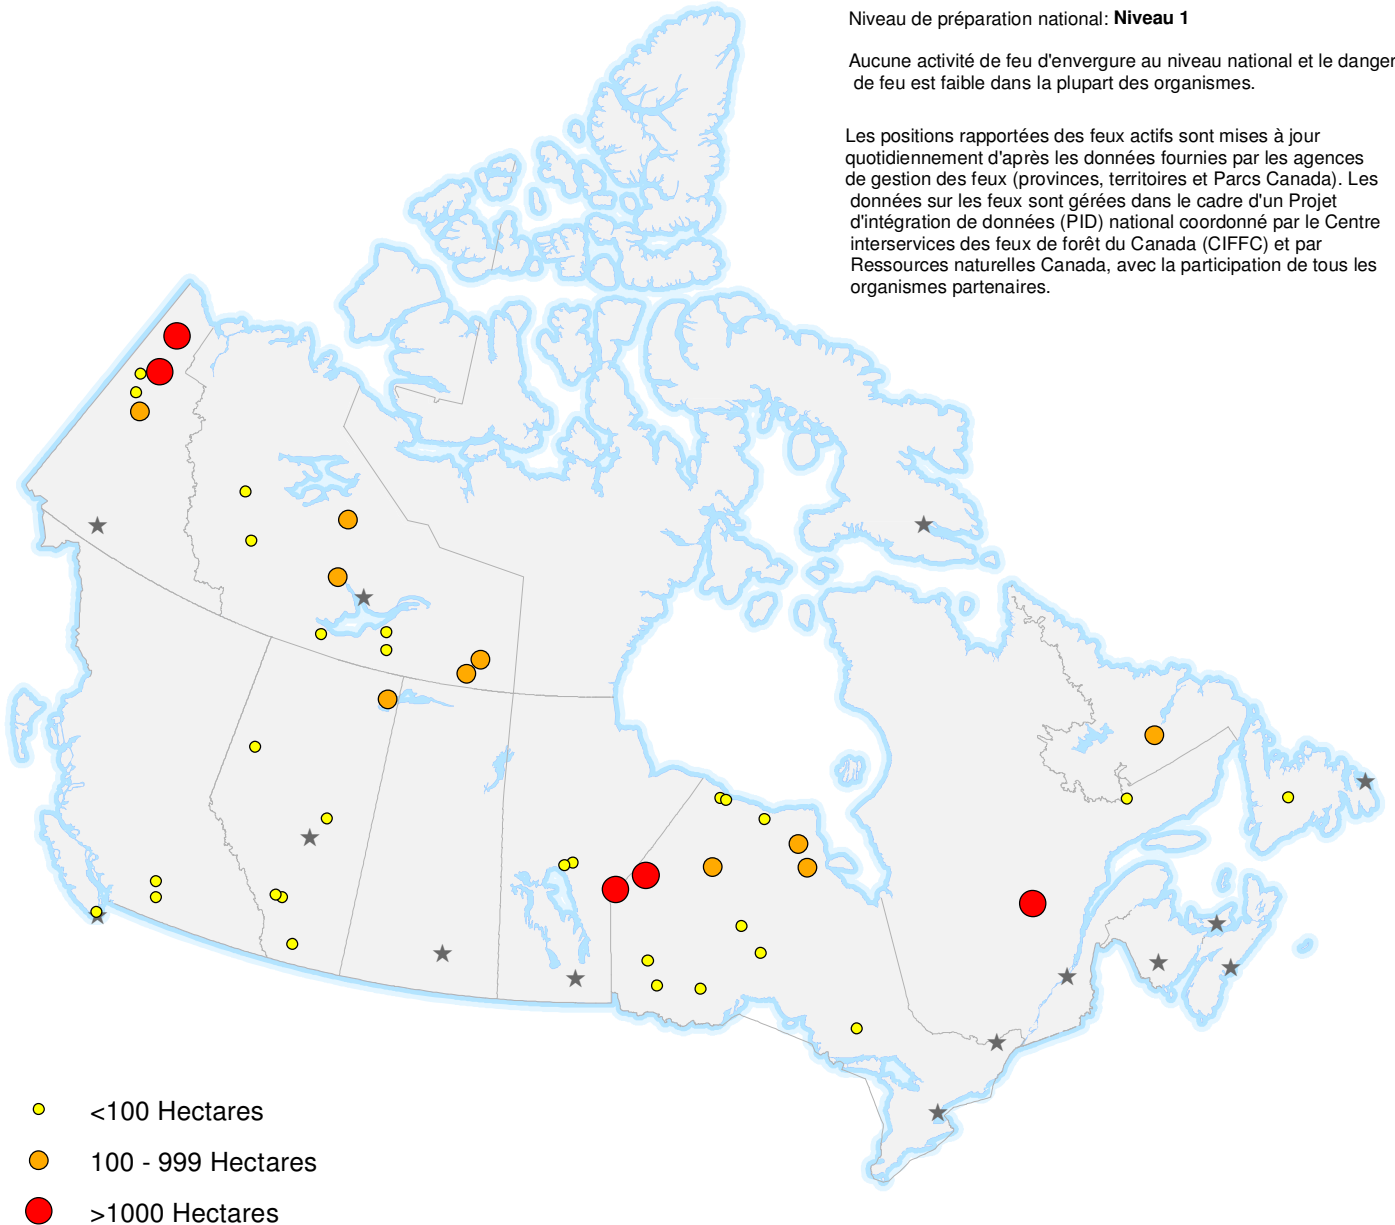 Niveau de préparation national: Niveau 1
Aucune activité de feu d'envergure au niveau national et le danger
de feu est faible dans la plupart des organismes.
Les positions rapportées des feux actifs sont mises à jour
quotidiennement d'après les données fournies par les agences
de gestion des feux (provinces, territoires et Parcs Canada). Les
données sur les feux sont gérées dans le cadre d'un Projet
d'intégration de données (PID) national coordonné par le Centre
interservices des feux de forêt du Canada (CIFFC) et par
Ressources naturelles Canada, avec la participation de tous les
organismes partenaires.
<100 Hectares
100 - 999 Hectares
>1000 Hectares